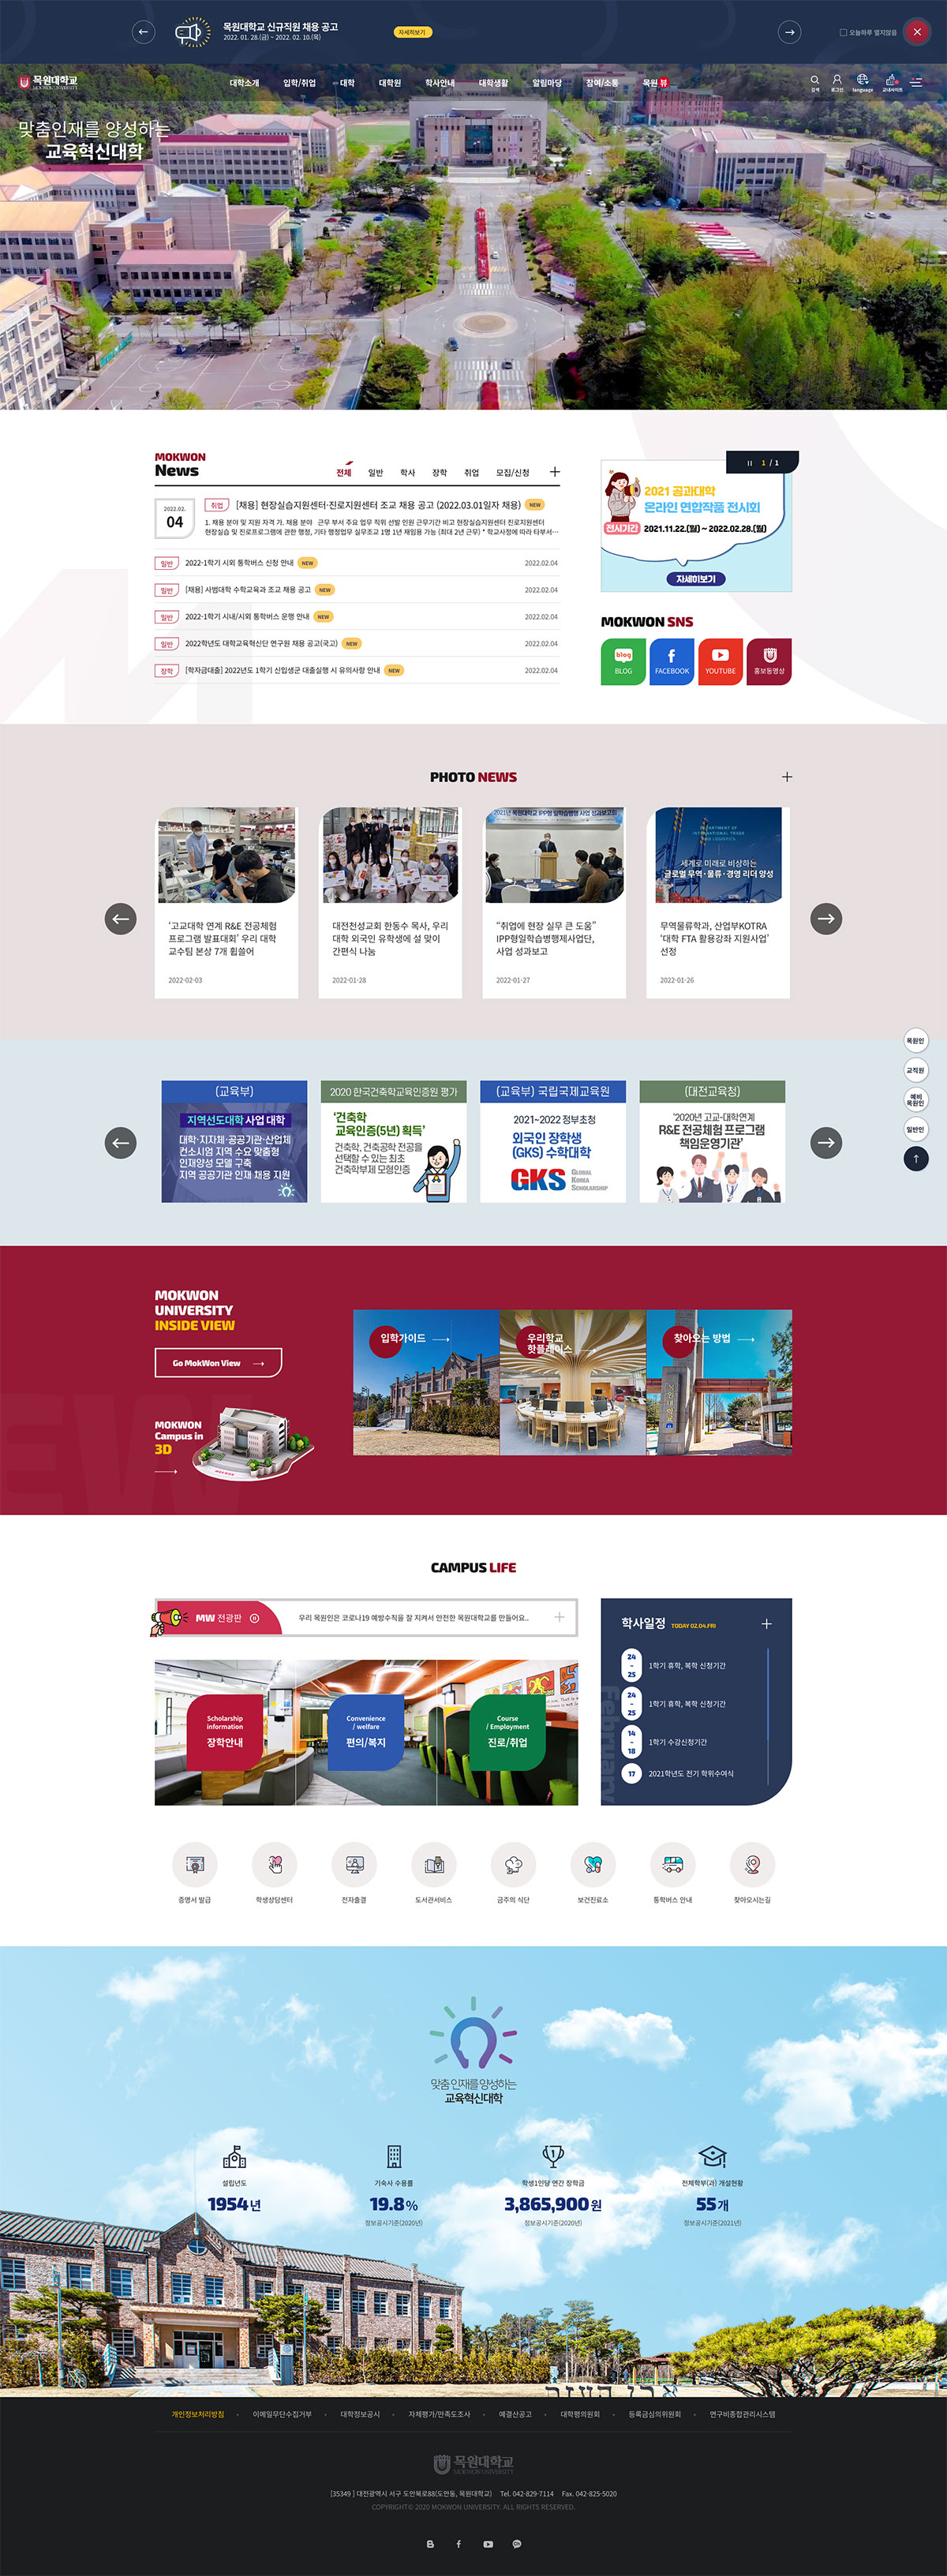 목원대학교 신규직원 채용 공고
2022. 01. 28.(금) ~ 2022. 02. 10.(목)
자세히보기
오늘하루 열지않음
목원대학교
MOKWON UNIVERSITY
대학소개 입학/취업 대학 대학원 학사안내 대학생활 알림마당 참여/소통 목원 뷰
검색 로그인 language 교내사이트
맞춤인재를 양성하는
교육혁신대학
MOKWON
News
전체 일반 학사 장학 취업 모집/신청
2022.02.
04
취업 [채용] 현장실습지원센터·진로지원센터 조교 채용 공고 (2022.03.01일자 채용) NEW
1. 채용 분야 및 지원 자격 가. 채용 분야 근무 부서 주요 업무 직위 선발 인원 근무기간 비고 현장실습지원센터 진로지원센터
현장실습 및 진로프로그램에 관한 행정, 기타 행정업무 실무조교 1명 1년 재임용 가능 (최대 2년 근무) * 학교사정에 따라 타부서…
일반 2022-1학기 시외 통학버스 신청 안내 NEW 2022.02.04
일반 [채용] 사범대학 수학교육과 조교 채용 공고 NEW 2022.02.04
일반 2022-1학기 시내/시외 통학버스 운행 안내 NEW 2022.02.04
일반 2022학년도 대학교육혁신단 연구원 채용 공고(국고) NEW 2022.02.04
장학 [학자금대출] 2022년도 1학기 신입생군 대출실행 시 유의사항 안내 NEW 2022.02.04
1 / 1
2021 공과대학
온라인 연합작품 전시회
전시기간 2021.11.22.(월) ~ 2022.02.28.(월)
자세히보기
MOKWON SNS
blog
BLOG FACEBOOK YOUTUBE 홍보동영상
PHOTO NEWS
2021년 목원대학교 IPP형 일학습병행 사업 성과보고회
DEPARTMENT OF
INTERNATIONAL TRADE
AND LOGISTICS
세계로 미래로 비상하는
글로벌 무역·물류·경영 리더 양성
‘고교대학 연계 R&E 전공체험
프로그램 발표대회’ 우리 대학
교수팀 본상 7개 휩쓸어
2022-02-03
대전천성교회 한동수 목사, 우리
대학 외국인 유학생에 설 맞이
간편식 나눔
2022-01-28
“취업에 현장 실무 큰 도움”
IPP형일학습병행제사업단,
사업 성과보고
2022-01-27
무역물류학과, 산업부KOTRA
‘대학 FTA 활용강좌 지원사업’
선정
2022-01-26
목원인
교직원
예비
목원인
일반인
(교육부)
지역선도대학 사업 대학
대학·지자체·공공기관·산업체
컨소시엄 지역 수요 맞춤형
인재양성 모델 구축
지역 공공기관 인재 채용 지원
2020 한국건축학교육인증원 평가
‘건축학
교육인증(5년) 획득’
건축학, 건축공학 전공을
선택할 수 있는 최초
건축학부제 모형인증
(교육부) 국립국제교육원
2021~2022 정부초청
외국인 장학생
(GKS) 수학대학
GKS
GLOBAL
KOREA
SCHOLARSHIP
(대전교육청)
‘2020년 고교-대학연계
R&E 전공체험 프로그램
책임운영기관’
MOKWON
UNIVERSITY
INSIDE VIEW
Go MokWon View
MOKWON
Campus in
3D
입학가이드
우리학교
핫플레이스
찾아오는 방법
CAMPUS LIFE
MW 전광판
우리 목원인은 코로나19 예방수칙을 잘 지켜서 안전한 목원대학교를 만들어요..
Scholarship
information
장학안내
Convenience
/ welfare
편의/복지
Course
/ Employment
진로/취업
학사일정 TODAY 02.04.FRI
24
~
25
1학기 휴학, 복학 신청기간
24
~
25
1학기 휴학, 복학 신청기간
14
~
18
1학기 수강신청기간
17 2021학년도 전기 학위수여식
February
증명서 발급 학생상담센터 전자출결 도서관서비스 금주의 식단 보건진료소 통학버스 안내 찾아오시는길
맞춤 인재를 양성하는
교육혁신대학
설립년도
1954년
기숙사 수용률
19.8%
정보공시기준(2020년)
학생1인당 연간 장학금
3,865,900원
정보공시기준(2020년)
전체학부(과) 개설현황
55개
정보공시기준(2021년)
개인정보처리방침 이메일무단수집거부 대학정보공시 자체평가/만족도조사 예결산공고 대학평의원회 등록금심의위원회 연구비종합관리시스템
목원대학교
MOKWON UNIVERSITY
[35349 ] 대전광역시 서구 도안북로88(도안동, 목원대학교) Tel. 042-829-7114 Fax. 042-825-5020
COPYRIGHT© 2020 MOKWON UNIVERSITY. ALL RIGHTS RESERVED.